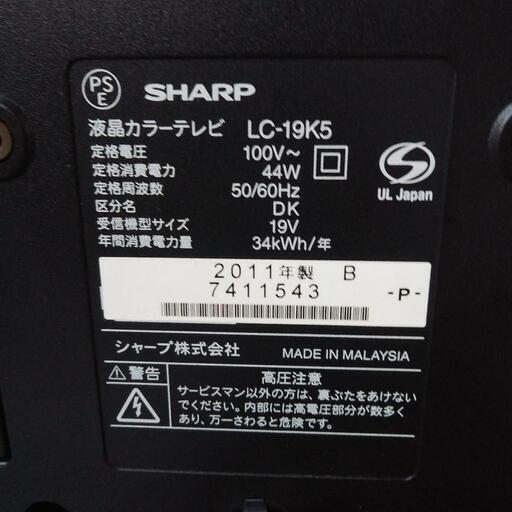 PS
E
SHARP
液晶カラーテレビ LC-19K5
定格電圧 100V～
定格消費電力 44W
定格周波数 50/60Hz
区分名 DK
受信機型サイズ 19V
年間消費電力量 34kWh/年
S
UL Japan
2011年製 B
7411543 -P-
シャープ株式会社 MADE IN MALAYSIA
⚠警告 高圧注意
サービスマン以外の方は、裏ぶたをあけない
でください。内部には高電圧部分が数多く
あり、万一さわると危険です。